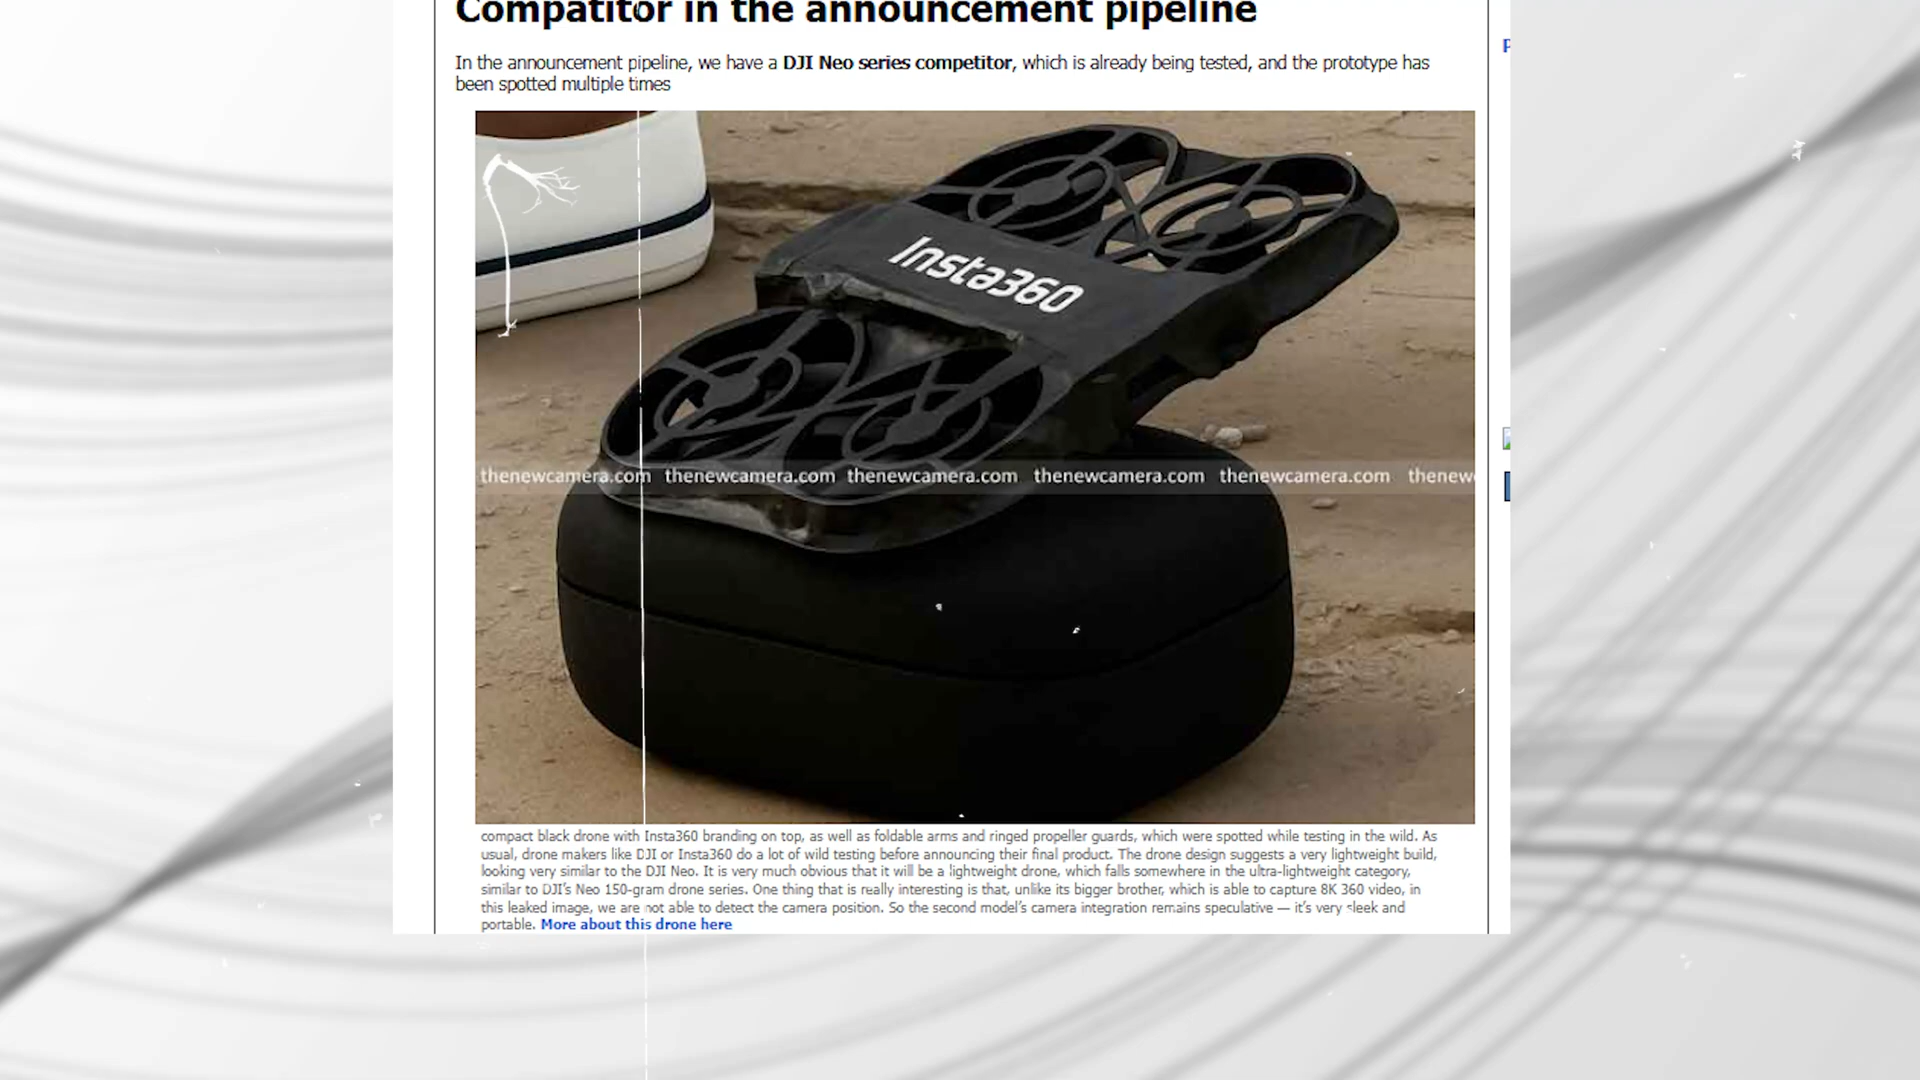 Compatitor in the announcement pipeline
In the announcement pipeline, we have a DJI Neo series competitor, which is already being tested, and the prototype has
been spotted multiple times
Insta360
thenewcamera.com thenewcamera.com thenewcamera.com thenewcamera.com thenewcamera.com thenew
compact black drone with Insta360 branding on top, as well as foldable arms and ringed propeller guards, which were spotted while testing in the wild. As
usual, drone makers like DJI or Insta360 do a lot of wild testing before announcing their final product. The drone design suggests a very lightweight build,
looking very similar to the DJI Neo. It is very much obvious that it will be a lightweight drone, which falls somewhere in the ultra-lightweight category,
similar to DJI's Neo 150-gram drone series. One thing that is really interesting is that, unlike its bigger brother, which is able to capture 8K 360 video, in
this leaked image, we are not able to detect the camera position. So the second model's camera integration remains speculative — it's very sleek and
portable. More about this drone here